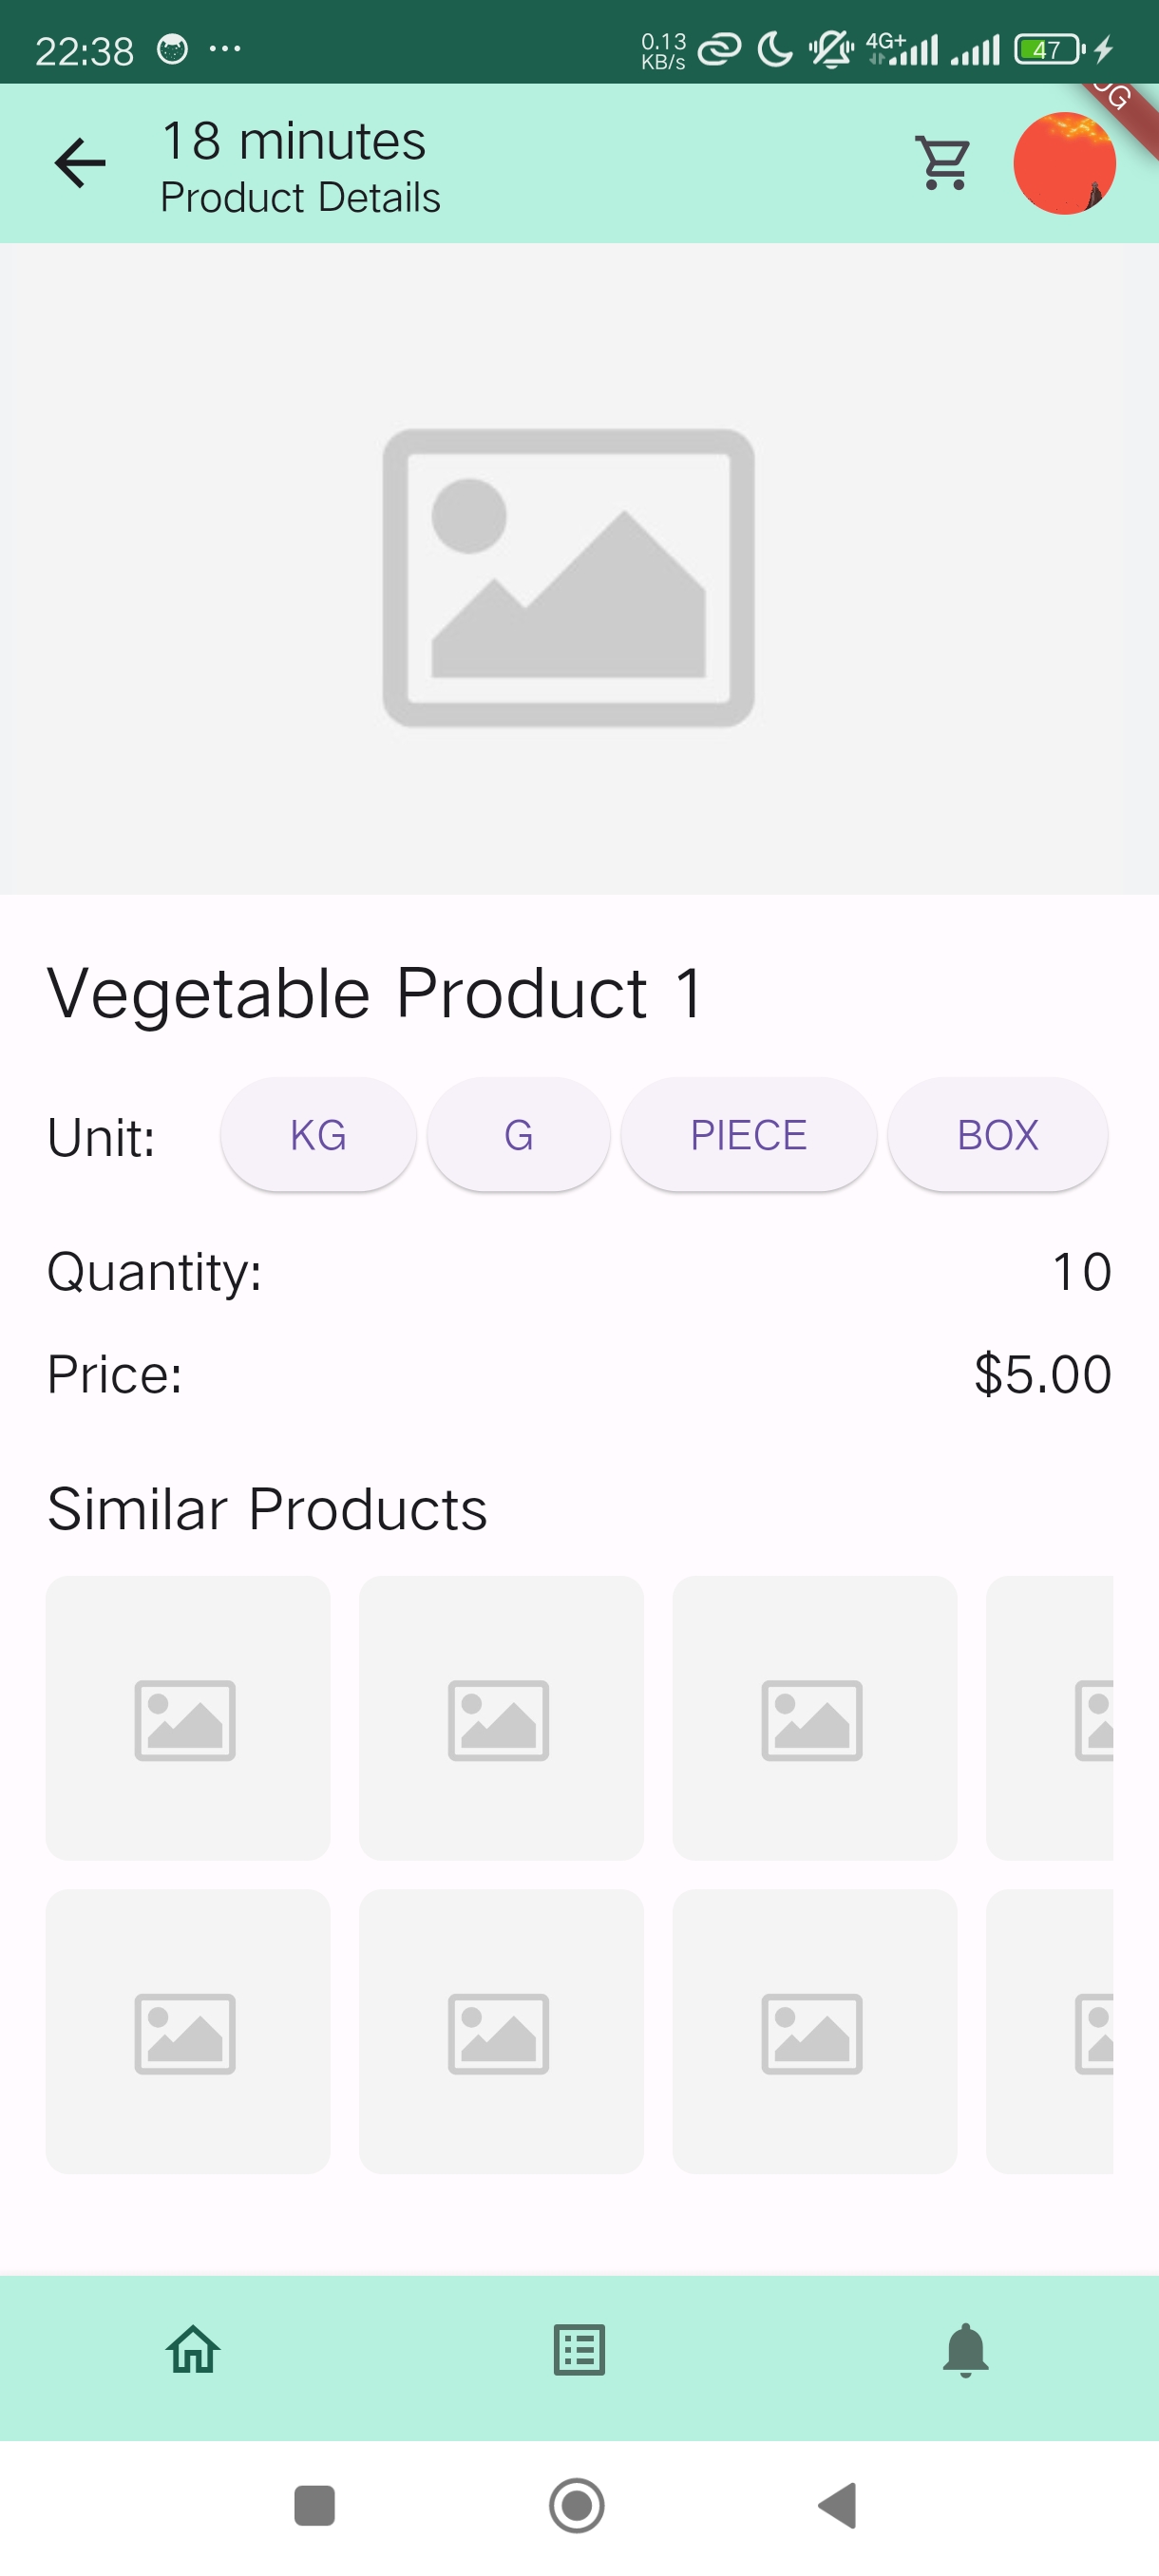 22:38
0.13 KB/s
4G+
47
18 minutes
Product Details
Vegetable Product 1
Unit: KG G PIECE BOX
Quantity: 10
Price: $5.00
Similar Products